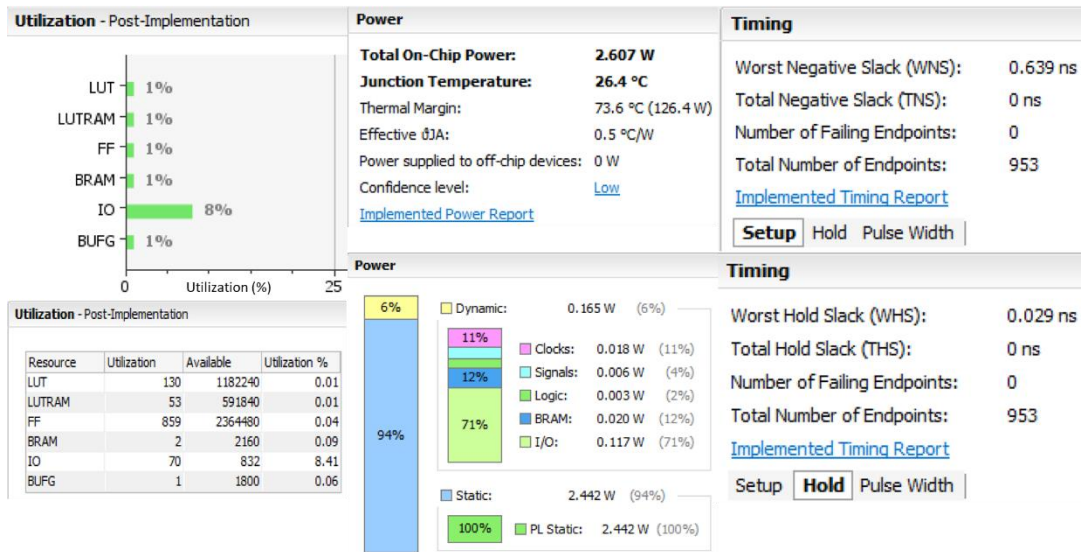 Utilization - Post-Implementation
LUT 1%
LUTRAM 1%
FF 1%
BRAM 1%
IO 8%
BUFG 1%
0 Utilization (%) 25
Utilization - Post-Implementation
Resource Utilization Available Utilization %
LUT 130 1182240 0.01
LUTRAM 53 591840 0.01
FF 859 2364480 0.04
BRAM 2 2160 0.09
IO 70 832 8.41
BUFG 1 1800 0.06
Power
Total On-Chip Power: 2.607 W
Junction Temperature: 26.4 °C
Thermal Margin: 73.6 °C (126.4 W)
Effective ϑJA: 0.5 °C/W
Power supplied to off-chip devices: 0 W
Confidence level: Low
Implemented Power Report
Power
6%
94%
Dynamic: 0.165 W (6%)
11%
12%
71%
Clocks: 0.018 W (11%)
Signals: 0.006 W (4%)
Logic: 0.003 W (2%)
BRAM: 0.020 W (12%)
I/O: 0.117 W (71%)
Static: 2.442 W (94%)
100% PL Static: 2.442 W (100%)
Timing
Worst Negative Slack (WNS): 0.639 ns
Total Negative Slack (TNS): 0 ns
Number of Failing Endpoints: 0
Total Number of Endpoints: 953
Implemented Timing Report
Setup Hold Pulse Width
Timing
Worst Hold Slack (WHS): 0.029 ns
Total Hold Slack (THS): 0 ns
Number of Failing Endpoints: 0
Total Number of Endpoints: 953
Implemented Timing Report
Setup Hold Pulse Width